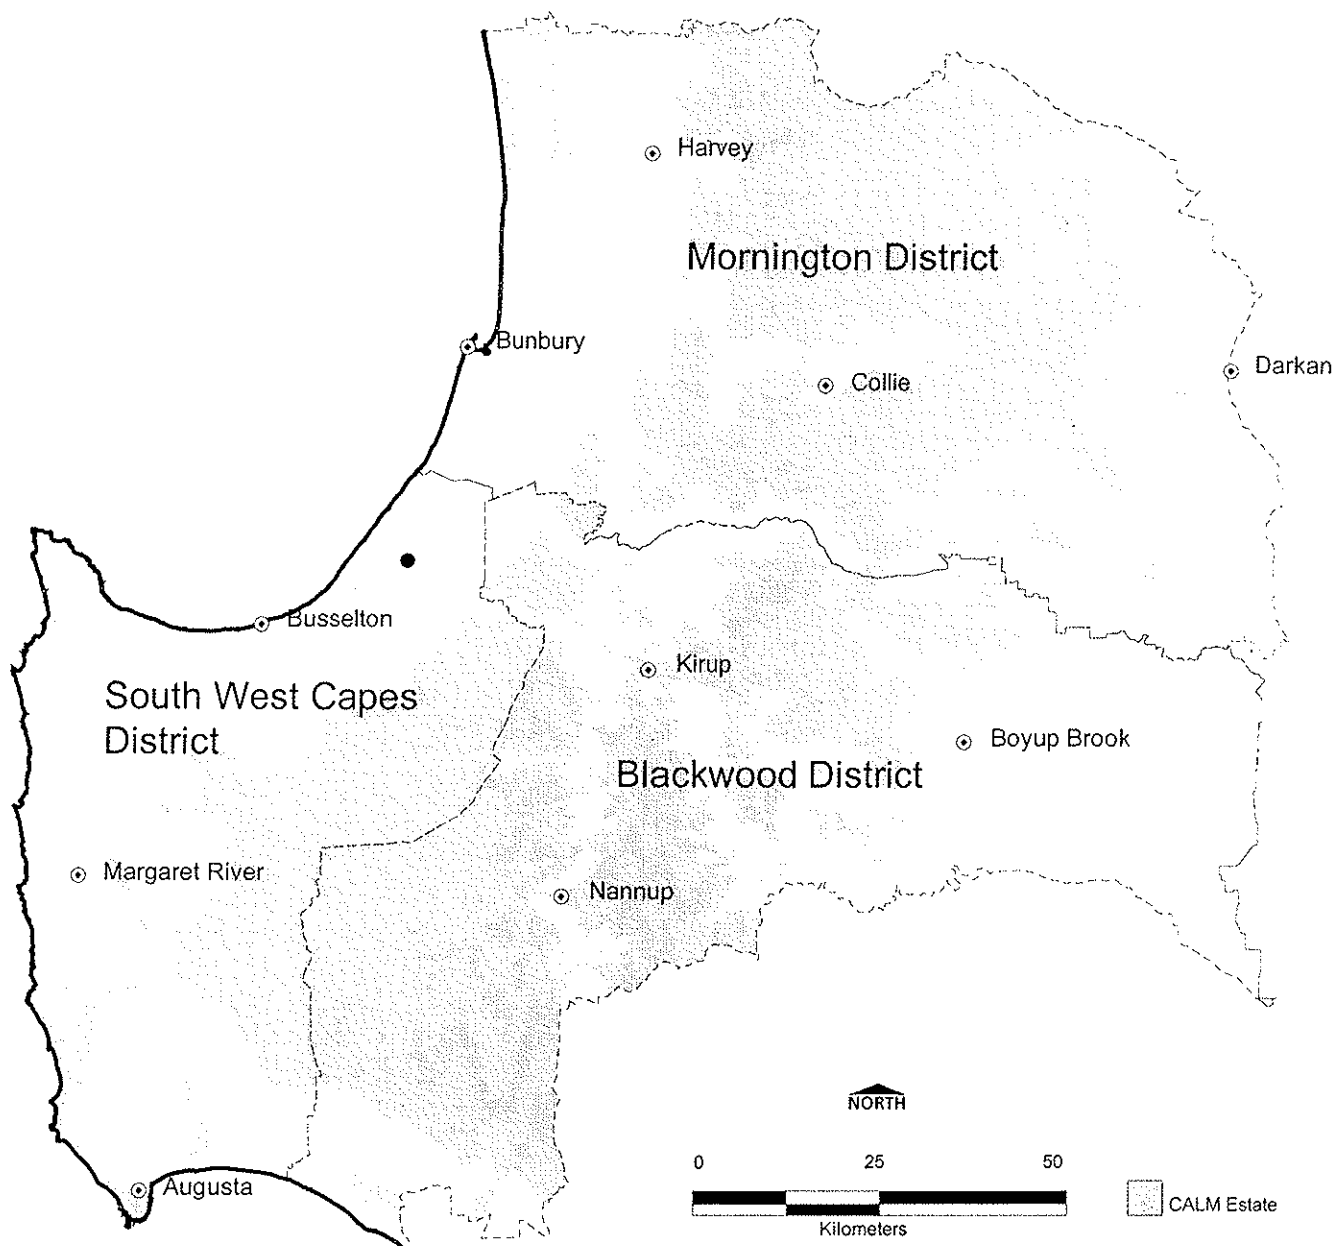 Harvey
Mornington District
Bunbury
Darkan
Collie
Busselton
Kirup
South West Capes
District
Boyup Brook
Blackwood District
Margaret River
Nannup
NORTH
0 25 50
Augusta
CALM Estate
Kilometers